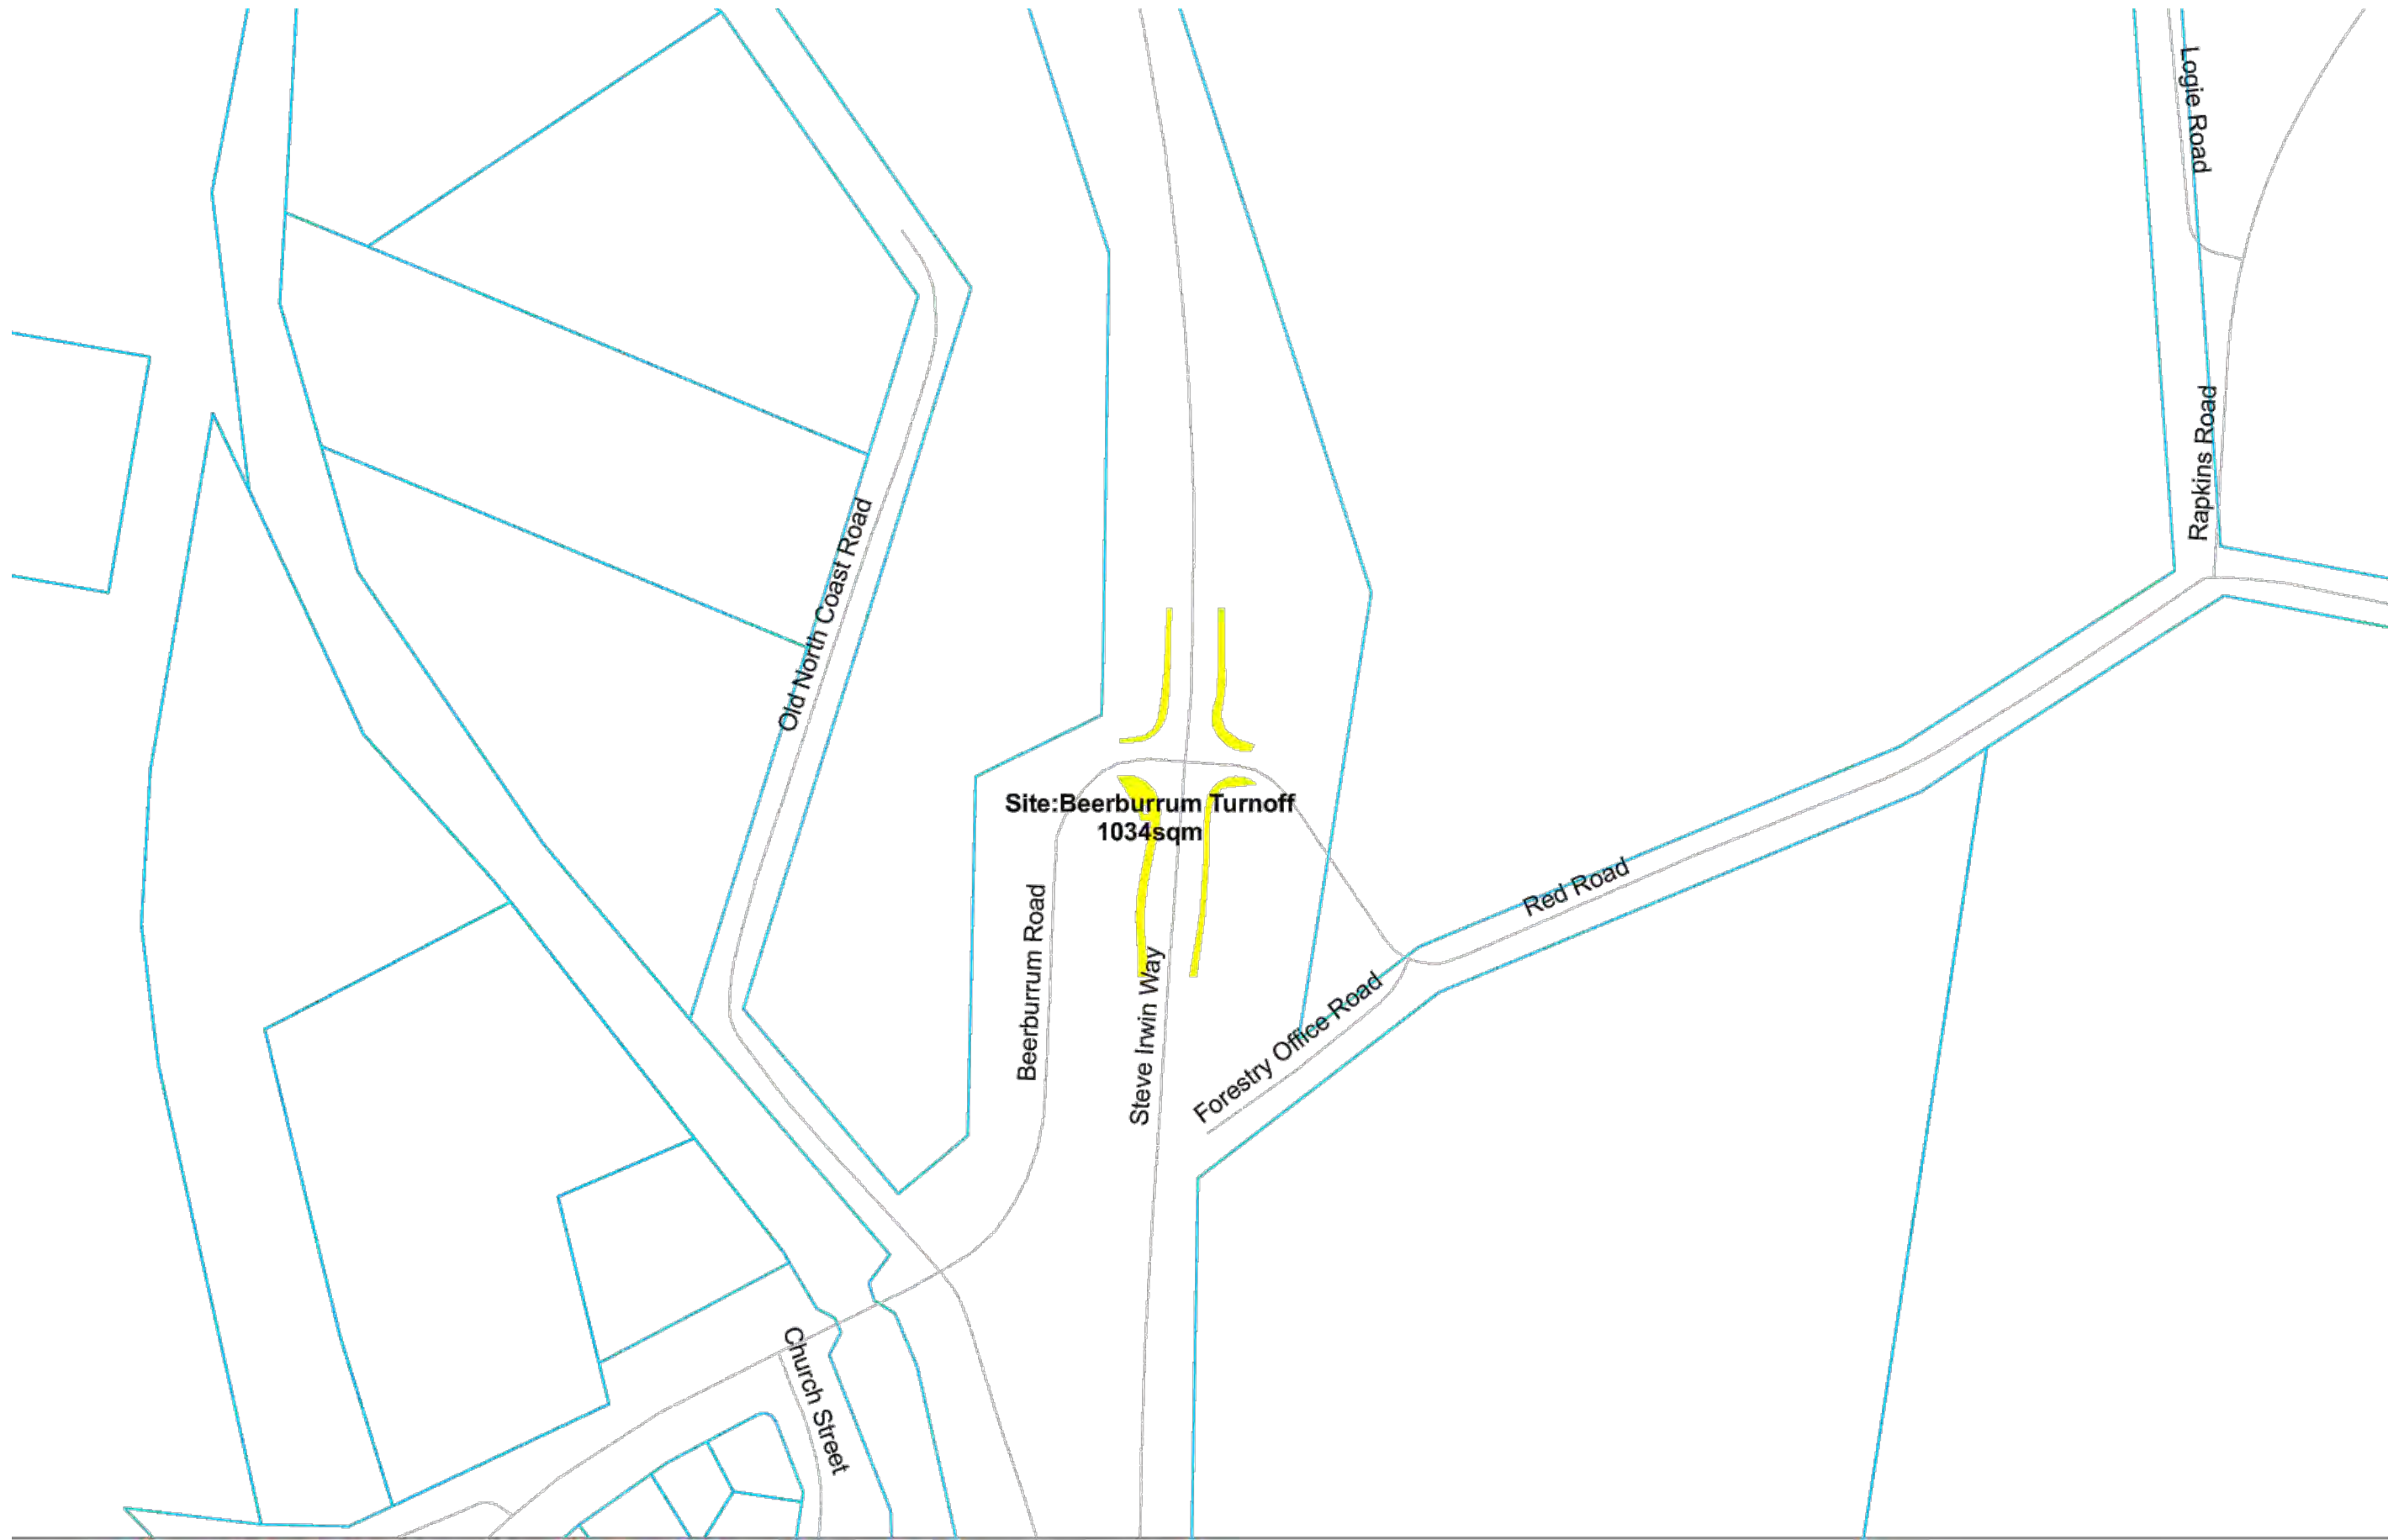 Logie Road
Rapkins Road
Old North Coast Road
Site:Beerburrum Turnoff
1034sqm
Red Road
Beerburrum Road
Steve Irwin Way
Forestry Office Road
Church Street